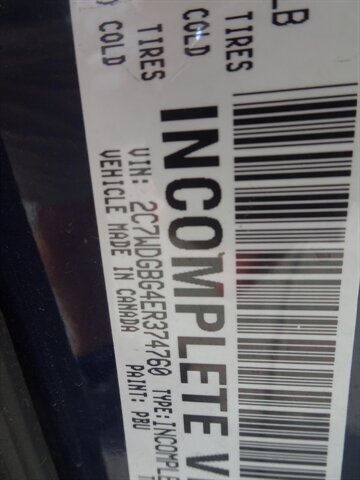 LB
TIRES COLD
TIRES COLD
INCOMPLETE V
VIN: 2C7WDGBG4ER374760 TYPE: INCOMPLE
VEHICLE MADE IN CANADA PAINT: PBU